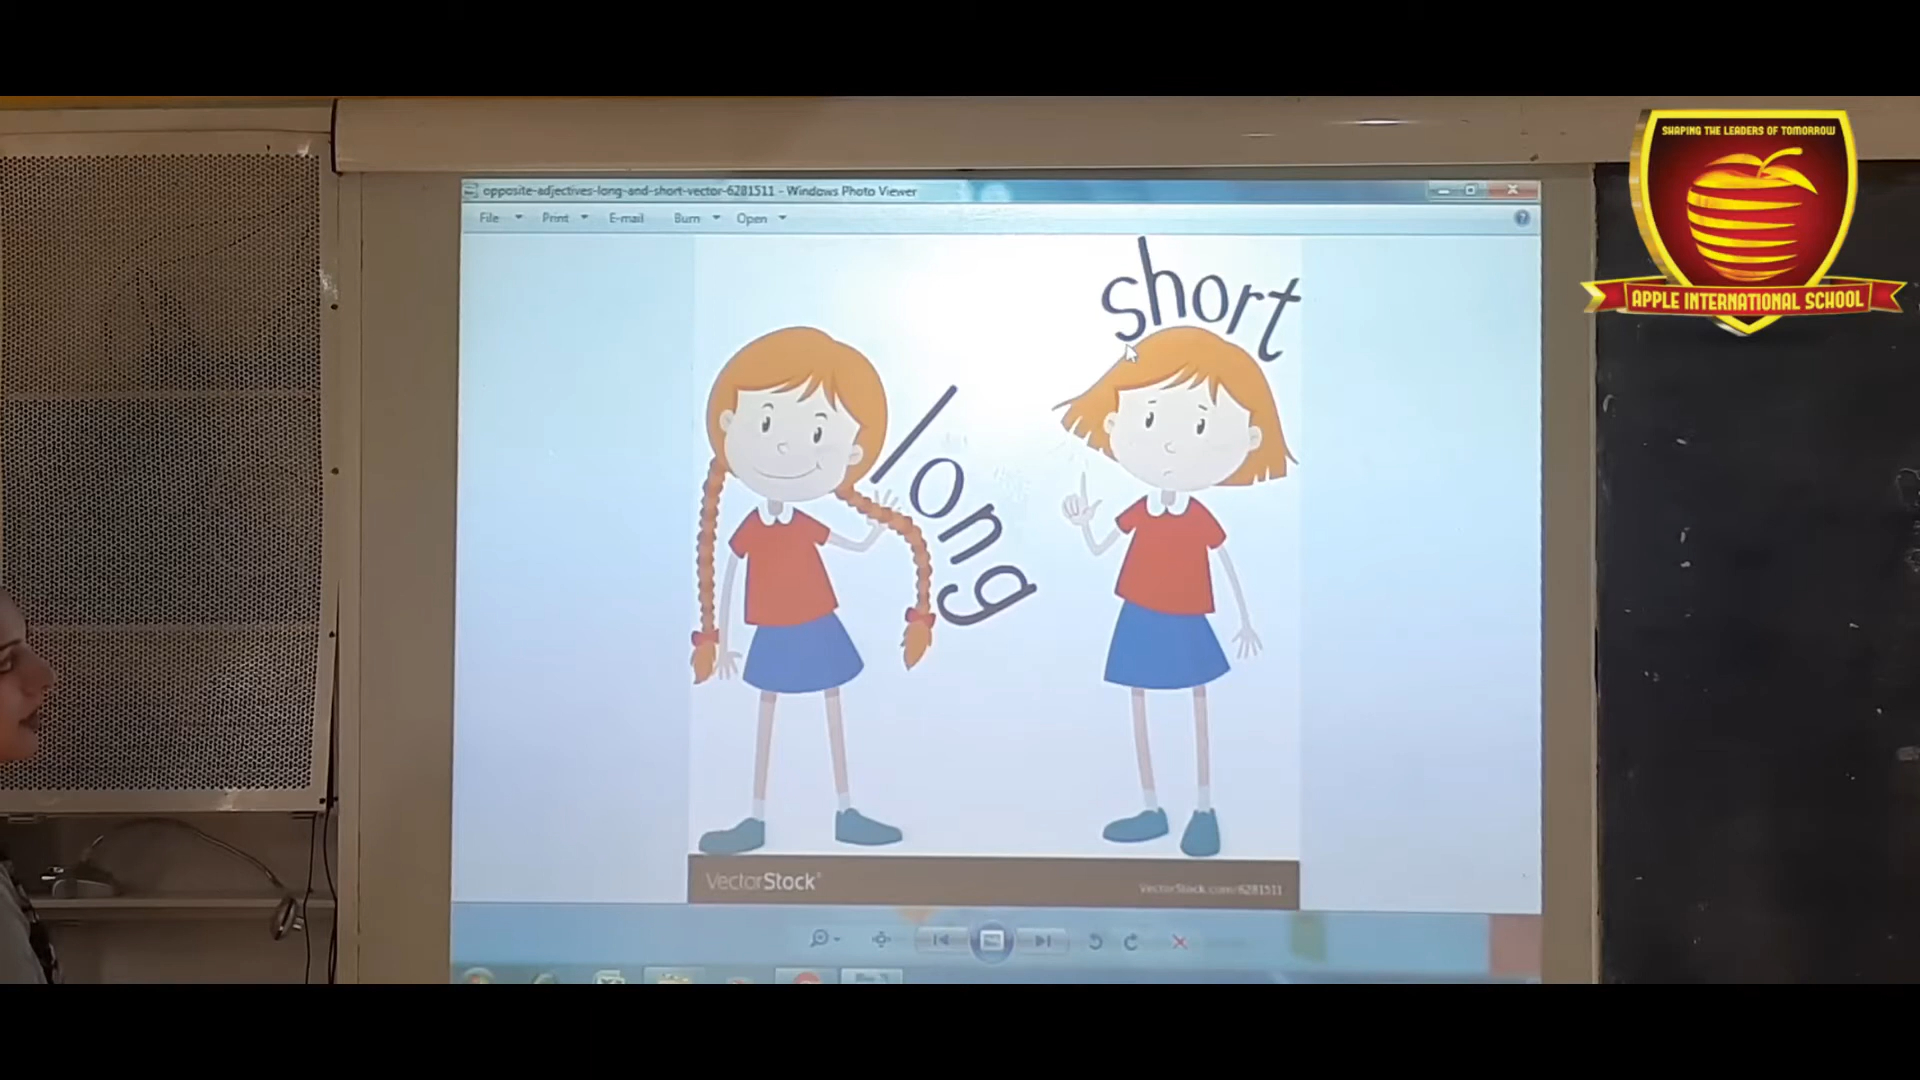 SHAPING THE LEADERS OF TOMORROW
APPLE INTERNATIONAL SCHOOL
opposite-adjectives-long-and-short-vector-6281511 - Windows Photo Viewer
File Print E-mail Burn Open
short
long
VectorStock®
VectorStock.com/6281511